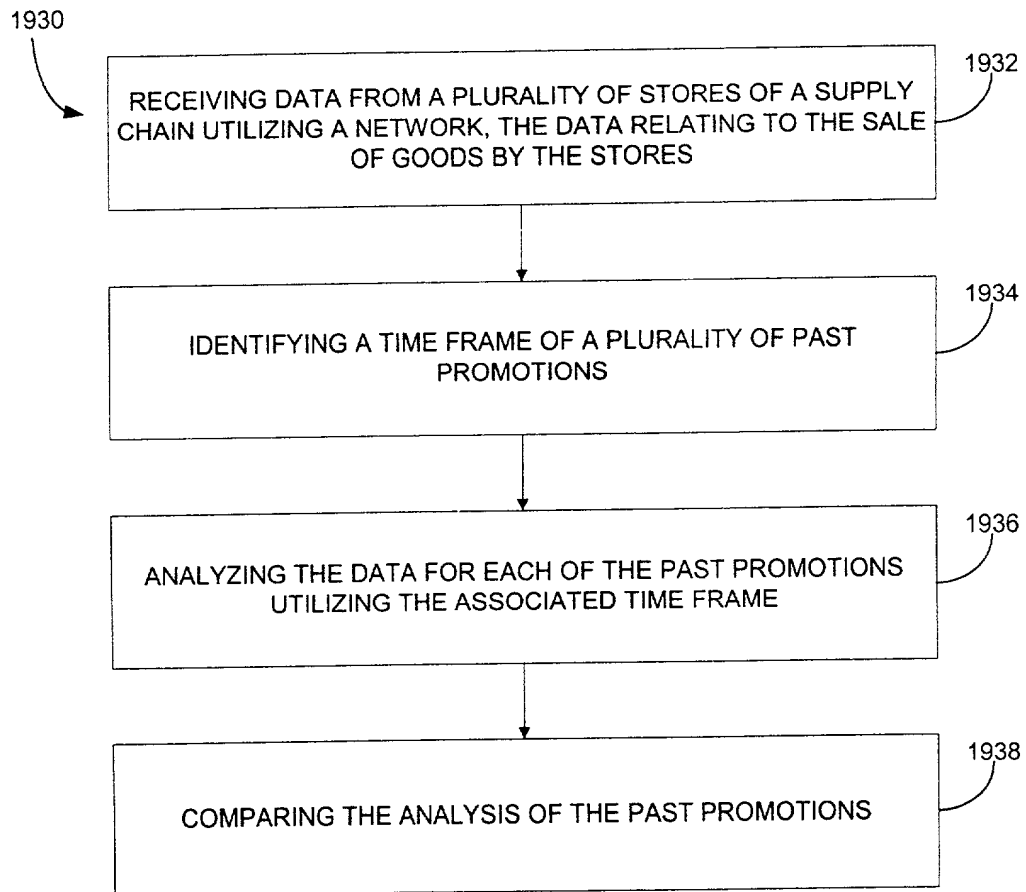 1930
1932
RECEIVING DATA FROM A PLURALITY OF STORES OF A SUPPLY
CHAIN UTILIZING A NETWORK, THE DATA RELATING TO THE SALE
OF GOODS BY THE STORES
1934
IDENTIFYING A TIME FRAME OF A PLURALITY OF PAST
PROMOTIONS
1936
ANALYZING THE DATA FOR EACH OF THE PAST PROMOTIONS
UTILIZING THE ASSOCIATED TIME FRAME
1938
COMPARING THE ANALYSIS OF THE PAST PROMOTIONS